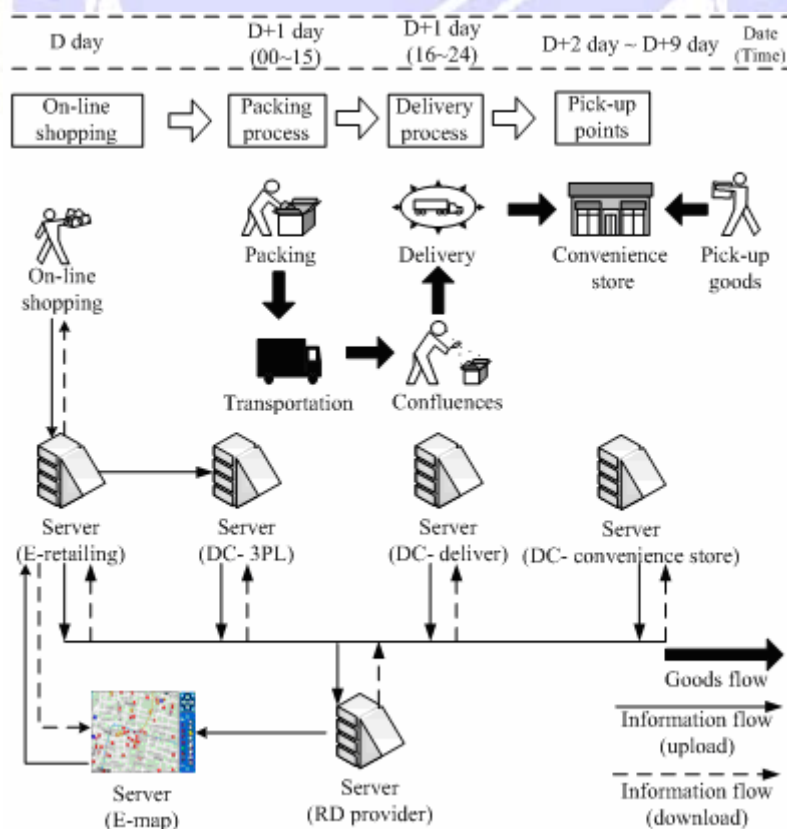 D day
D+1 day
(00~15)
D+1 day
(16~24)
D+2 day ~ D+9 day
Date
(Time)
On-line
shopping
Packing
process
Delivery
process
Pick-up
points
On-line
shopping
Packing
Delivery
Convenience
store
Pick-up
goods
Transportation
Confluences
Server
(E-retailing)
Server
(DC- 3PL)
Server
(DC- deliver)
Server
(DC- convenience store)
Goods flow
Information flow
(upload)
Information flow
(download)
Server
(RD provider)
Server
(E-map)